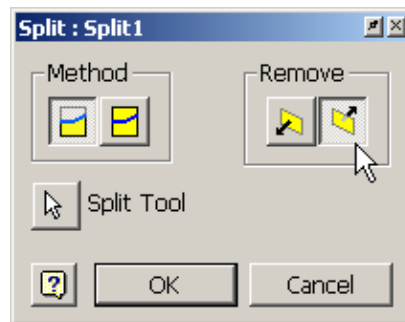 Split : Split1
Method
Remove
Split Tool
?
OK
Cancel